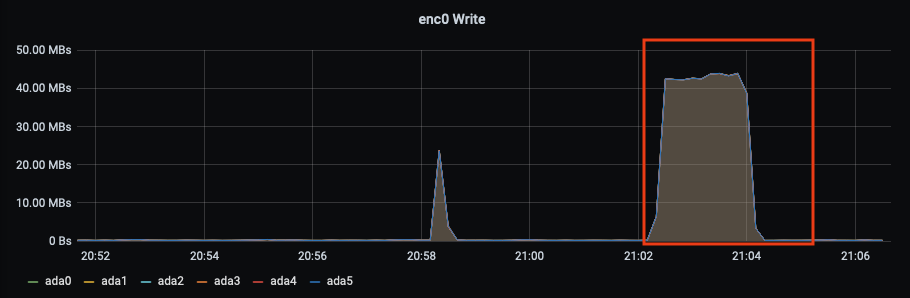 enc0 Write
50.00 MBs
40.00 MBs
30.00 MBs
20.00 MBs
10.00 MBs
0 Bs
20:52 20:54 20:56 20:58 21:00 21:02 21:04 21:06
ada0 ada1 ada2 ada3 ada4 ada5